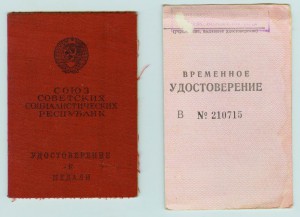 СОЮЗ
СОВЕТСКИХ
СОЦИАЛИСТИЧЕСКИХ
РЕСПУБЛИК
УДОСТОВЕРЕНИЕ
К
МЕДАЛИ
ВРЕМЕННОЕ
УДОСТОВЕРЕНИЕ
В № 210715